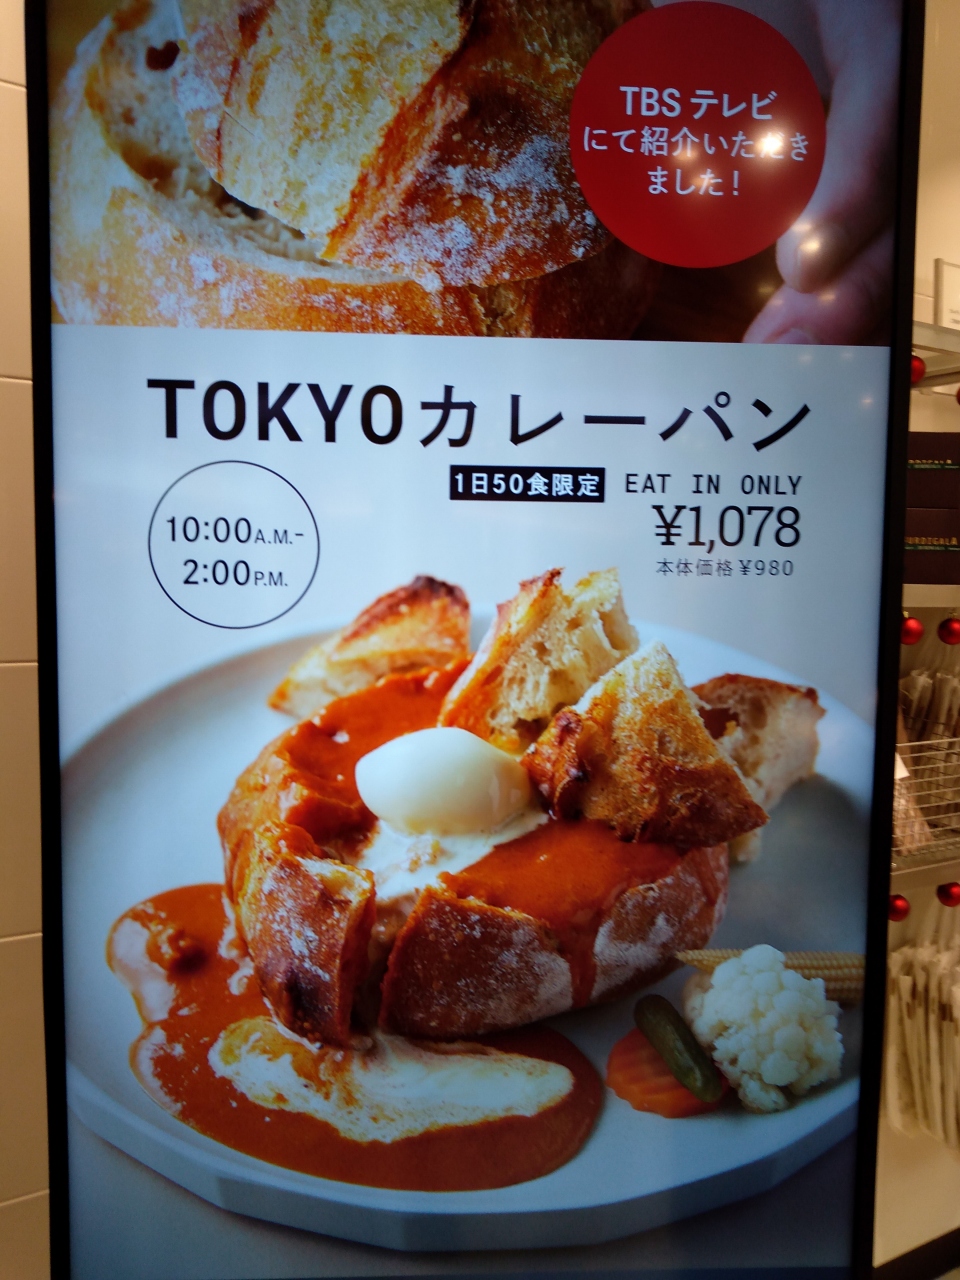 TBSテレビ
にて紹介いただき
ました!
TOKYOカレーパン
1日50食限定 EAT IN ONLY
10:00A.M.-
2:00P.M.
¥1,078
本体価格 ¥980